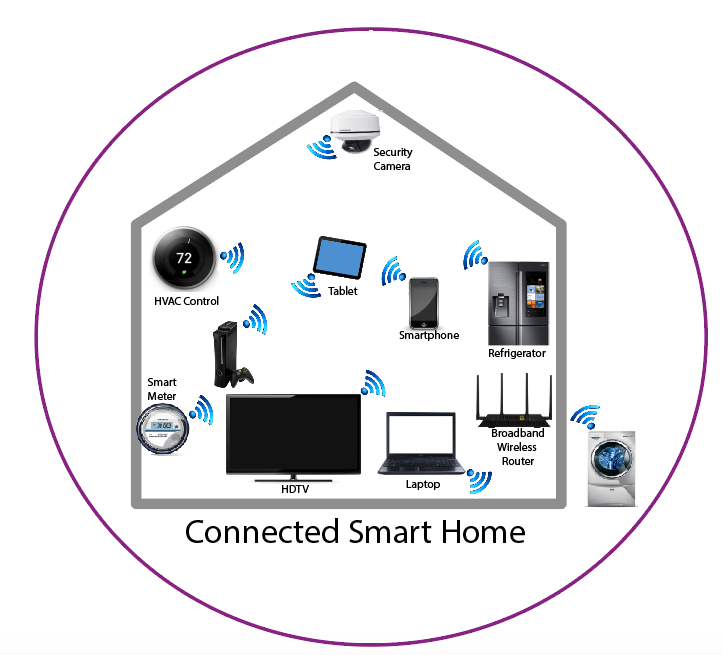 Security
Camera
72
HVAC Control
Tablet
Smartphone
Refrigerator
Smart
Meter
Broadband
Wireless
Router
HDTV
Laptop
Connected Smart Home